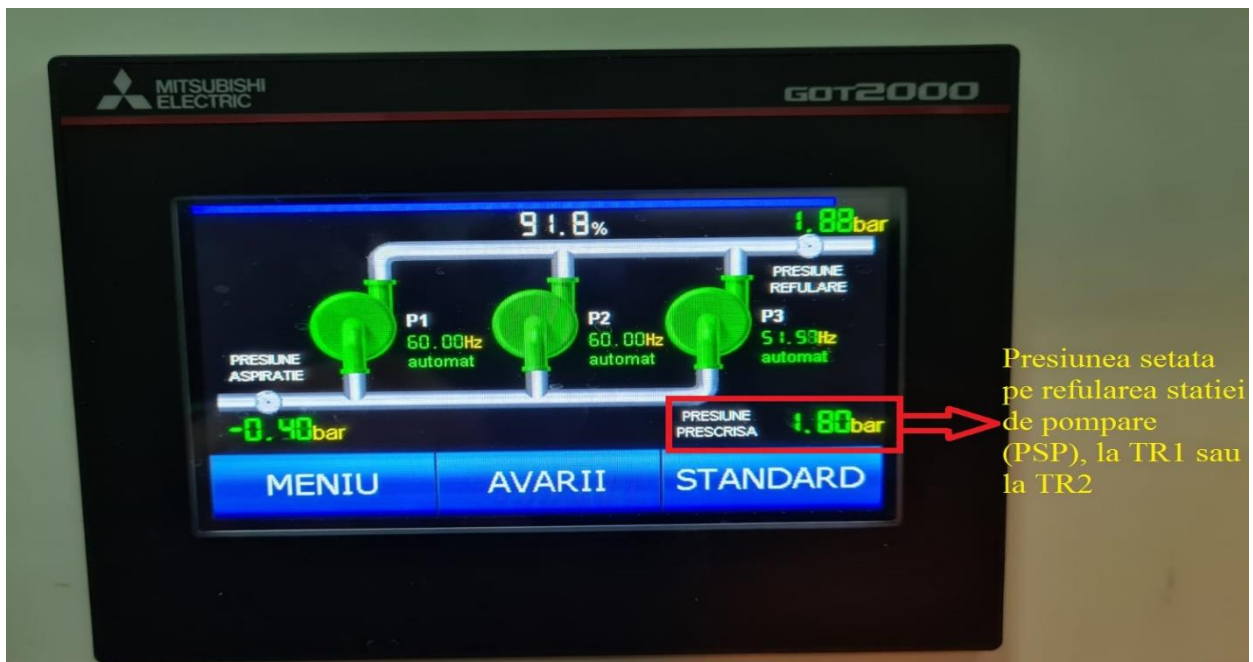 MITSUBISHI
ELECTRIC
GOT2000
91.8%
1.88bar
PRESIUNE
REFULARE
P1
60.00Hz
automat
P2
60.00Hz
automat
P3
automat
PRESIUNE
ASPIRATIE
-0.40bar
PRESIUNE
PRESCRISA
1.80bar
MENIU
AVARII
STANDARD
Presiunea setata
pe refularea statiei
de pompare
(PSP), la TR1 sau
la TR2